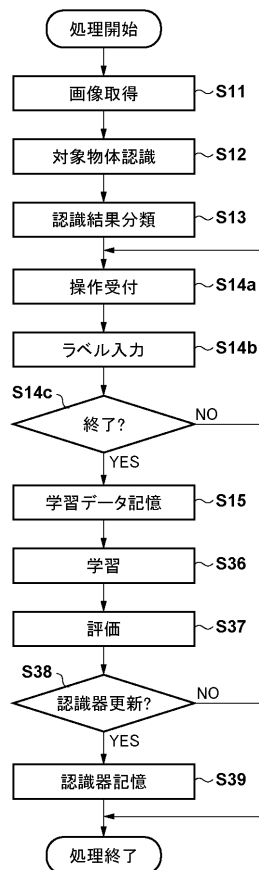 処理開始
画像取得 S11
対象物体認識 S12
認識結果分類 S13
操作受付 S14a
ラベル入力 S14b
S14c
終了? NO
YES
学習データ記憶 S15
学習 S36
評価 S37
S38
認識器更新? NO
YES
認識器記憶 S39
処理終了